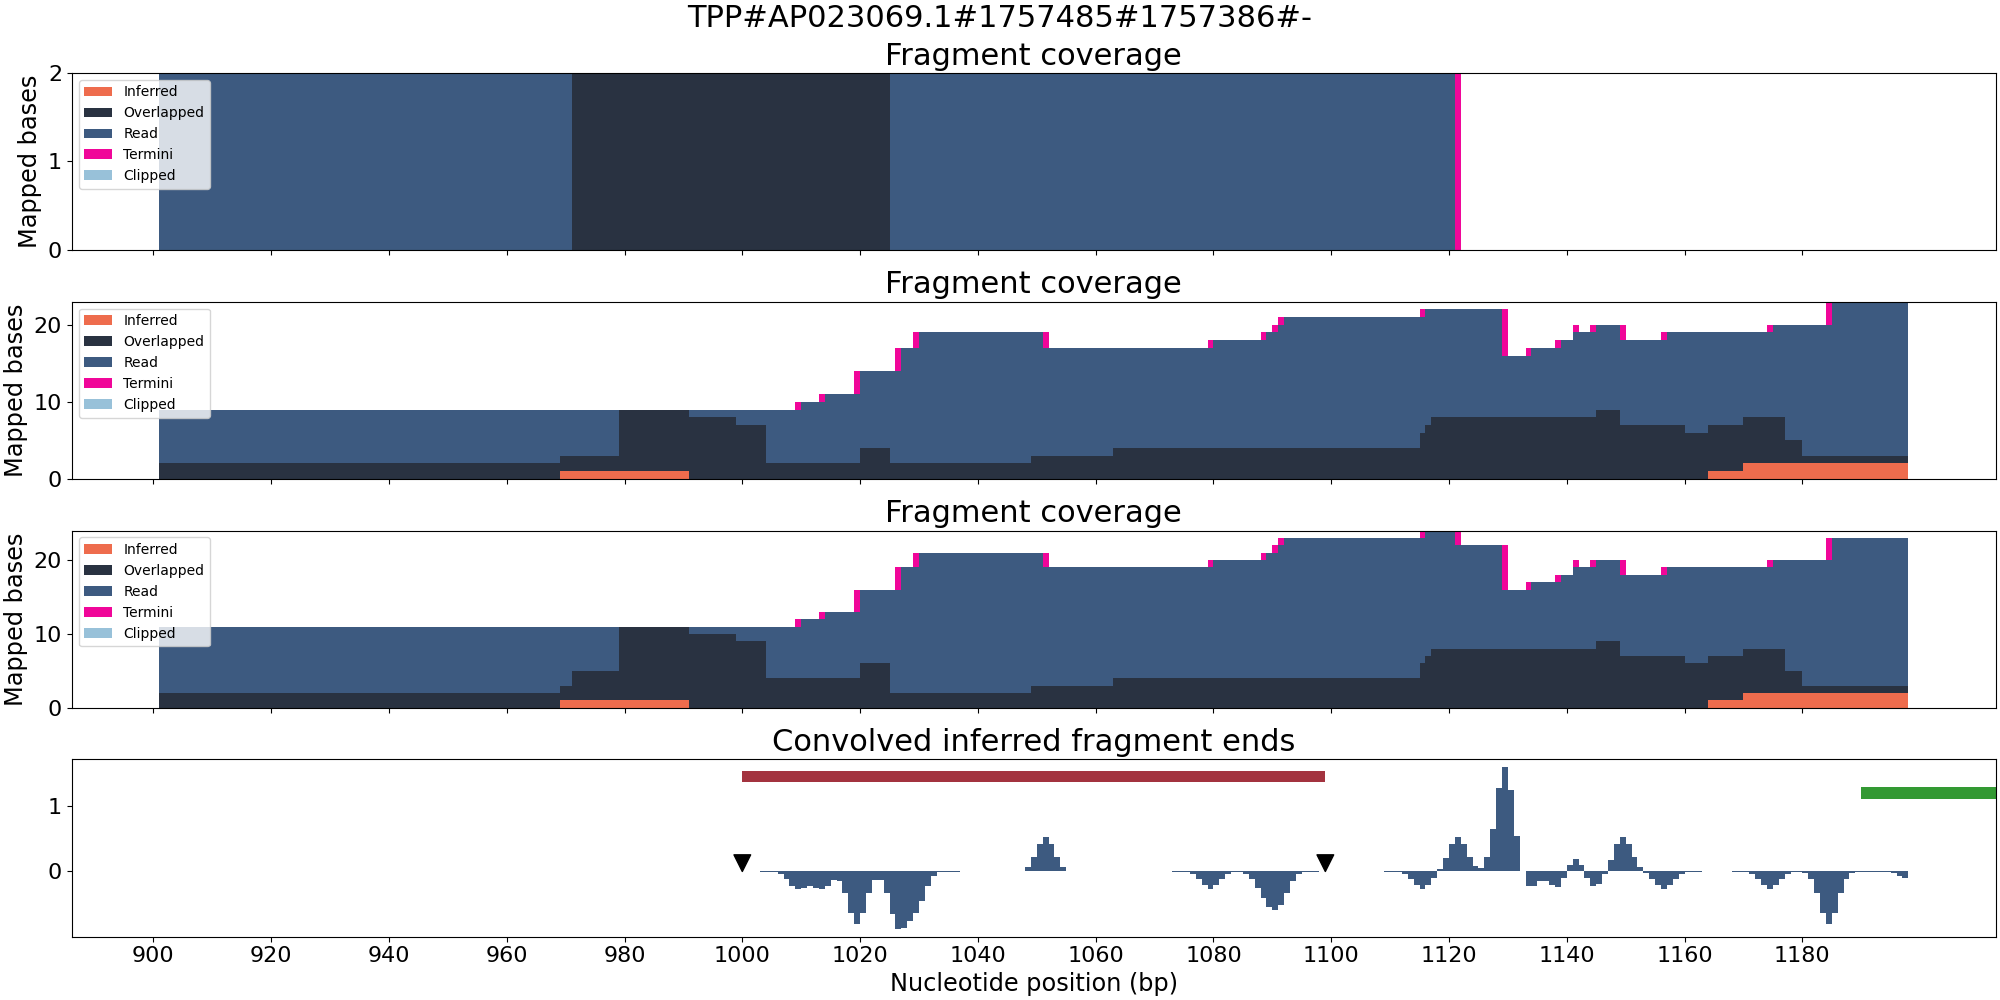 TPP#AP023069.1#1757485#1757386#-
Fragment coverage
Mapped bases
2
1
0
Inferred
Overlapped
Read
Termini
Clipped
Fragment coverage
Mapped bases
20
10
0
Inferred
Overlapped
Read
Termini
Clipped
Fragment coverage
Mapped bases
20
10
0
Inferred
Overlapped
Read
Termini
Clipped
Convolved inferred fragment ends
1
0
900 920 940 960 980 1000 1020 1040 1060 1080 1100 1120 1140 1160 1180
Nucleotide position (bp)